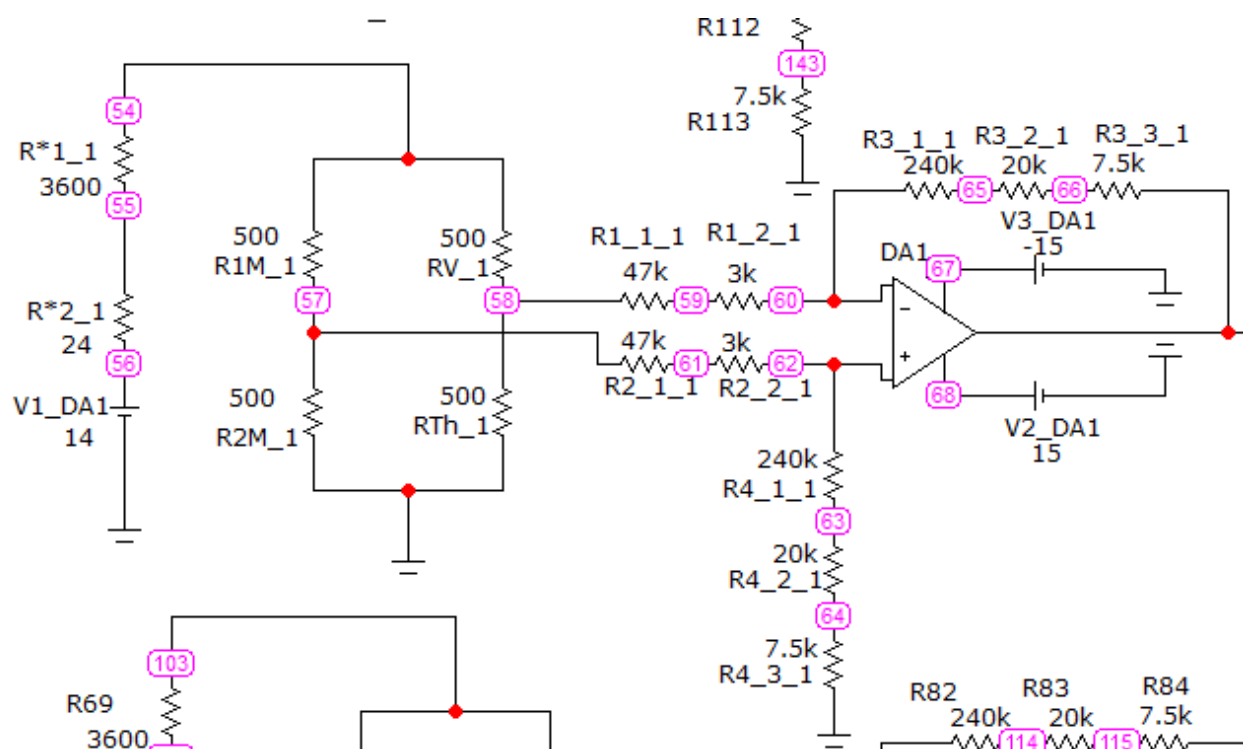 R112
143
7.5k
R113
54
R*1_1
3600
55
R*2_1
24
56
V1_DA1
14
500
R1M_1
57
500
R2M_1
500
RV_1
58
500
RTh_1
R1_1_1
47k
59
R1_2_1
3k
60
47k
61
R2_1_1
3k
62
R2_2_1
R3_1_1
240k
65
R3_2_1
20k
66
R3_3_1
7.5k
DA1
67
V3_DA1
-15
−
+
68
V2_DA1
15
240k
R4_1_1
63
20k
R4_2_1
64
7.5k
R4_3_1
103
R69
3600
R82
240k
114
R83
20k
115
R84
7.5k